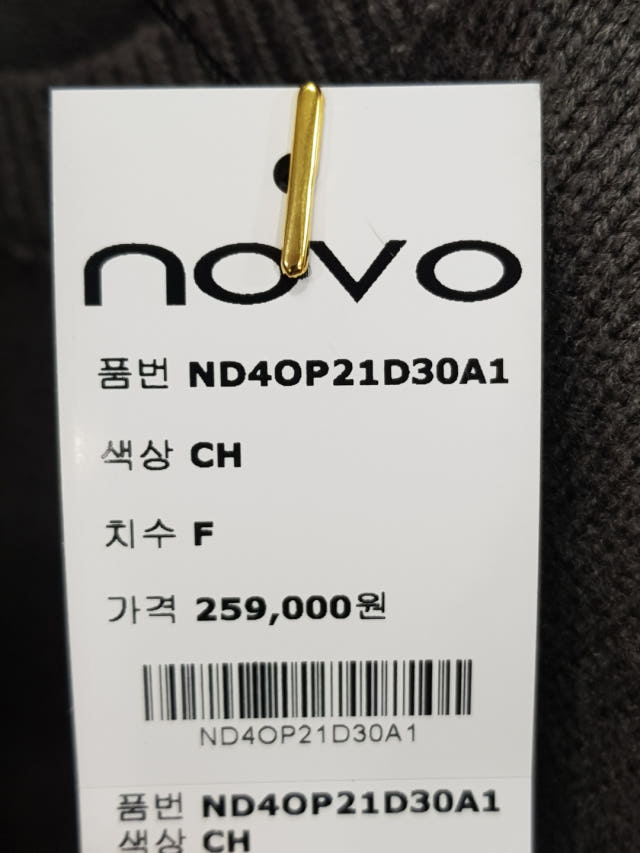 novo
품번 ND4OP21D30A1
색상 CH
치수 F
가격 259,000원
ND4OP21D30A1
품번 ND4OP21D30A1
색상 CH